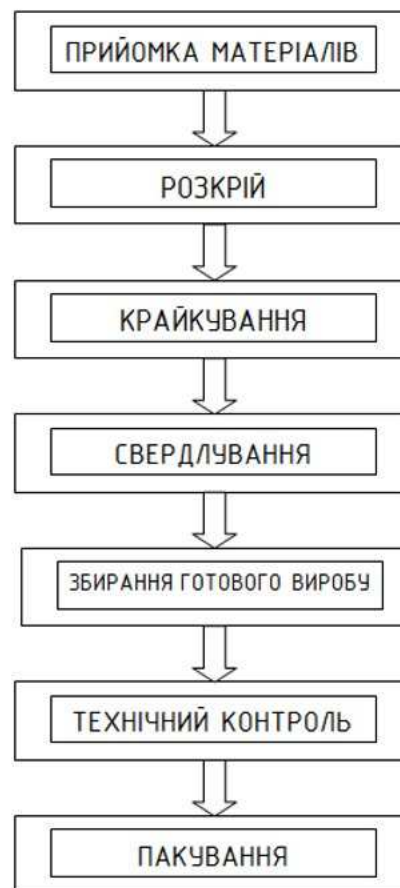 ПРИЙОМКА МАТЕРІАЛІВ
РОЗКРІЙ
КРАЙКУВАННЯ
СВЕРДЛУВАННЯ
ЗБИРАННЯ ГОТОВОГО ВИРОБУ
ТЕХНІЧНИЙ КОНТРОЛЬ
ПАКУВАННЯ